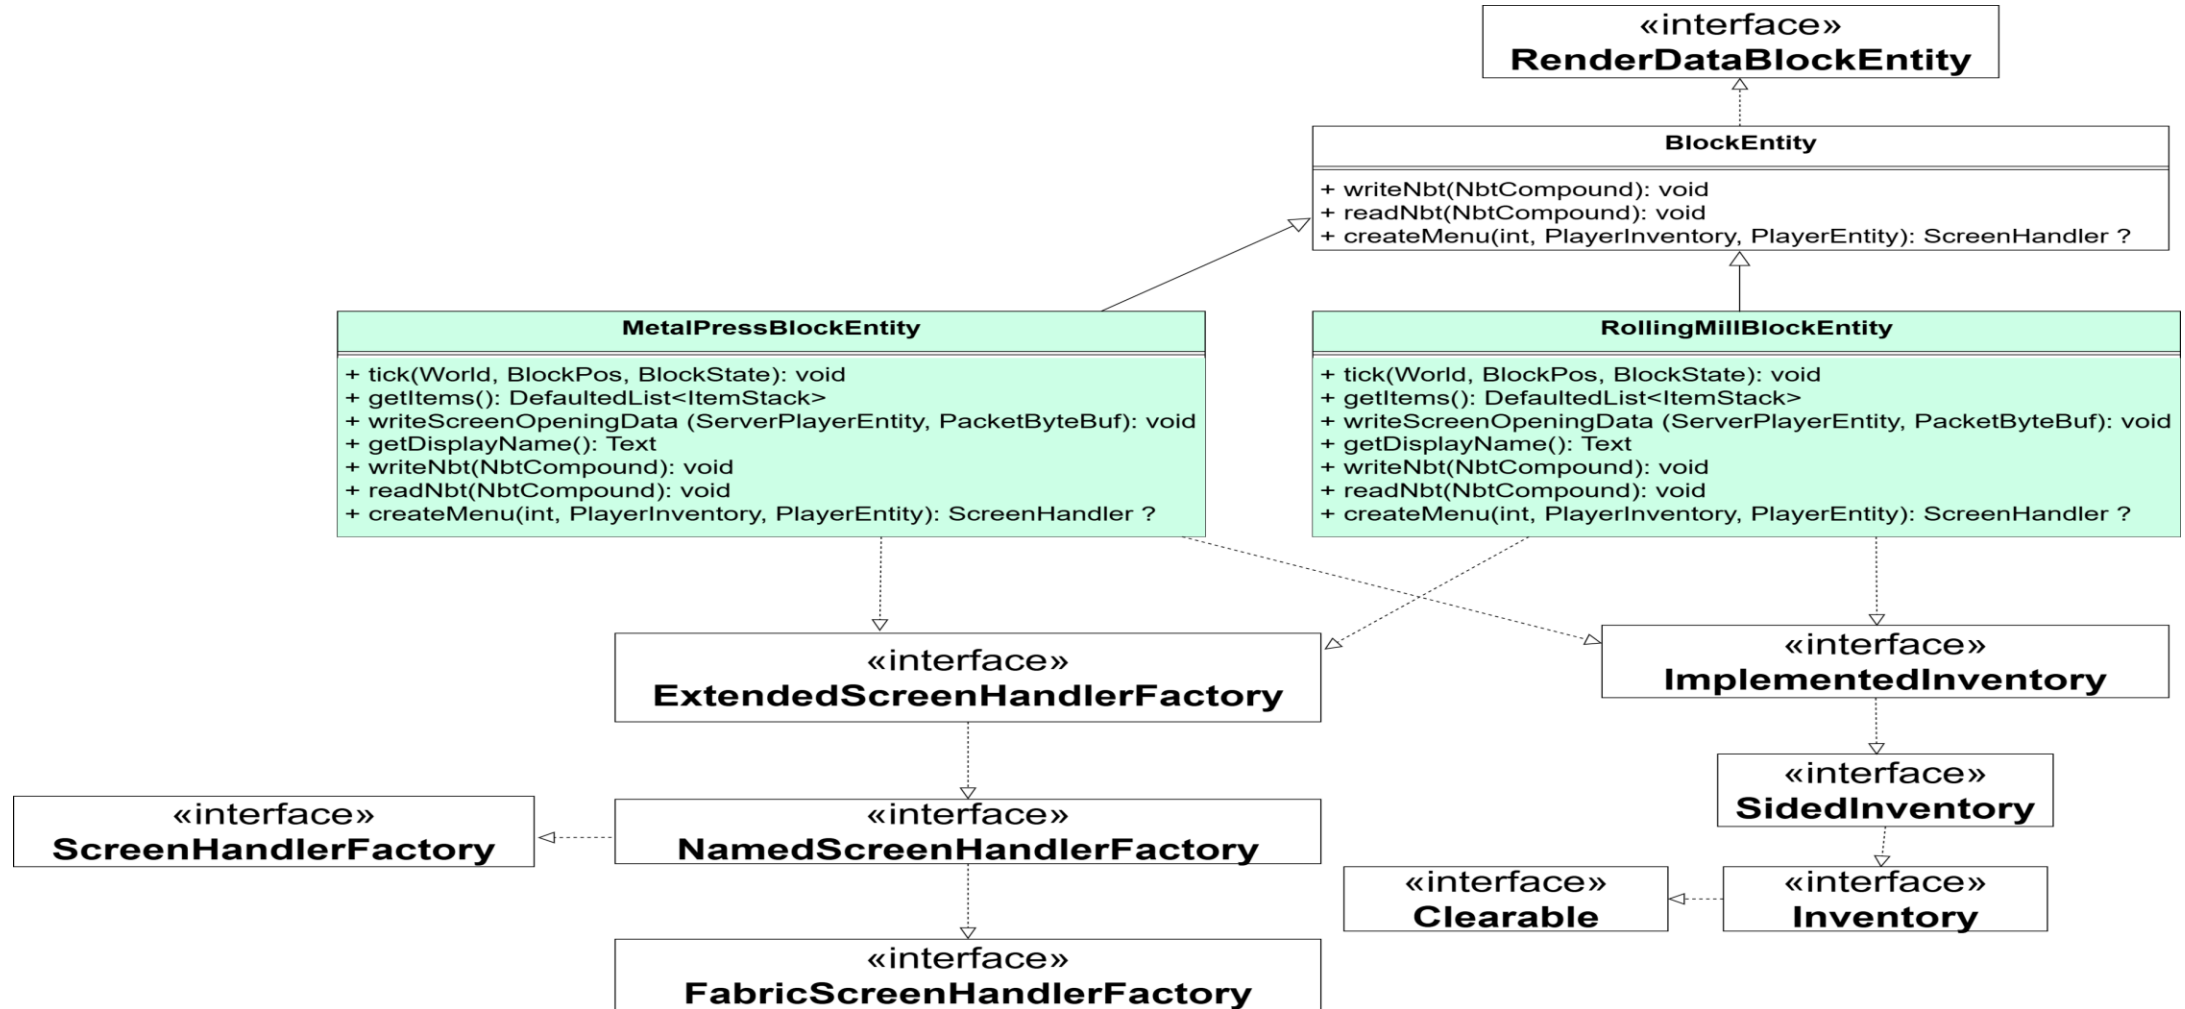 «interface»
RenderDataBlockEntity
BlockEntity
+ writeNbt(NbtCompound): void
+ readNbt(NbtCompound): void
+ createMenu(int, PlayerInventory, PlayerEntity): ScreenHandler ?
MetalPressBlockEntity
+ tick(World, BlockPos, BlockState): void
+ getItems(): DefaultedList<ItemStack>
+ writeScreenOpeningData (ServerPlayerEntity, PacketByteBuf): void
+ getDisplayName(): Text
+ writeNbt(NbtCompound): void
+ readNbt(NbtCompound): void
+ createMenu(int, PlayerInventory, PlayerEntity): ScreenHandler ?
RollingMillBlockEntity
+ tick(World, BlockPos, BlockState): void
+ getItems(): DefaultedList<ItemStack>
+ writeScreenOpeningData (ServerPlayerEntity, PacketByteBuf): void
+ getDisplayName(): Text
+ writeNbt(NbtCompound): void
+ readNbt(NbtCompound): void
+ createMenu(int, PlayerInventory, PlayerEntity): ScreenHandler ?
«interface»
ExtendedScreenHandlerFactory
«interface»
ImplementedInventory
«interface»
SidedInventory
«interface»
ScreenHandlerFactory
«interface»
NamedScreenHandlerFactory
«interface»
Clearable
«interface»
Inventory
«interface»
FabricScreenHandlerFactory